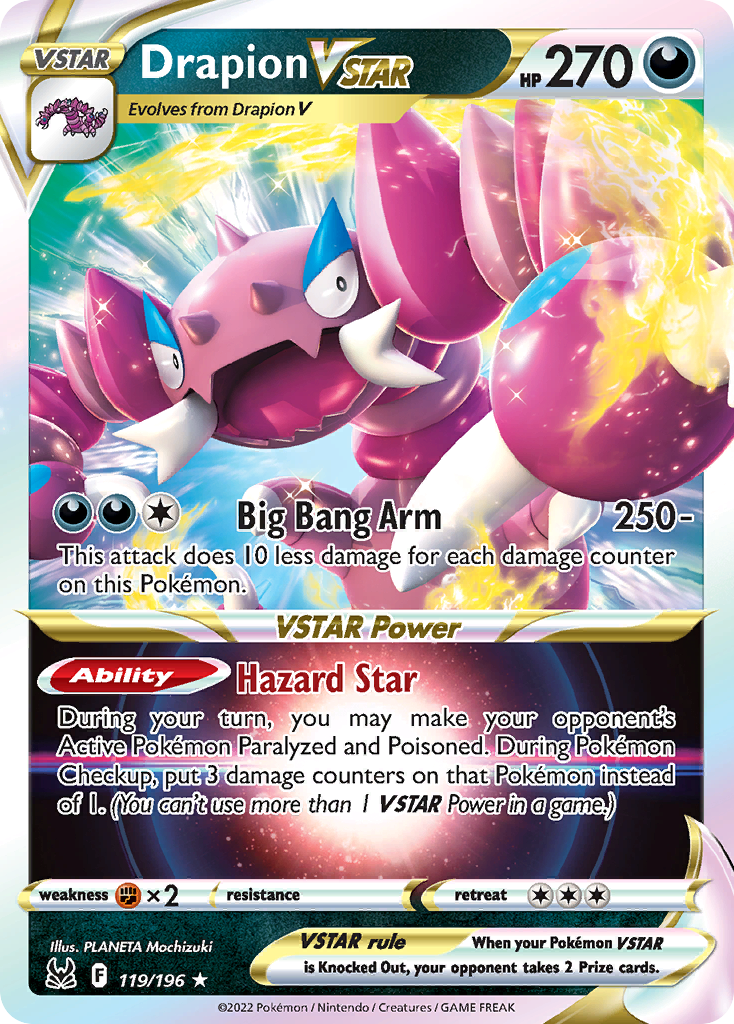 VSTAR
Drapion VSTAR
HP 270
Evolves from Drapion V
Big Bang Arm 250-
This attack does 10 less damage for each damage counter
on this Pokémon.
VSTAR Power
Ability Hazard Star
During your turn, you may make your opponent's
Active Pokémon Paralyzed and Poisoned. During Pokémon
Checkup, put 3 damage counters on that Pokémon instead
of 1. (You can't use more than 1 VSTAR Power in a game.)
weakness ×2 resistance retreat
Illus. PLANETA Mochizuki
VSTAR rule When your Pokémon VSTAR
is Knocked Out, your opponent takes 2 Prize cards.
F 119/196 ★
©2022 Pokémon / Nintendo / Creatures / GAME FREAK